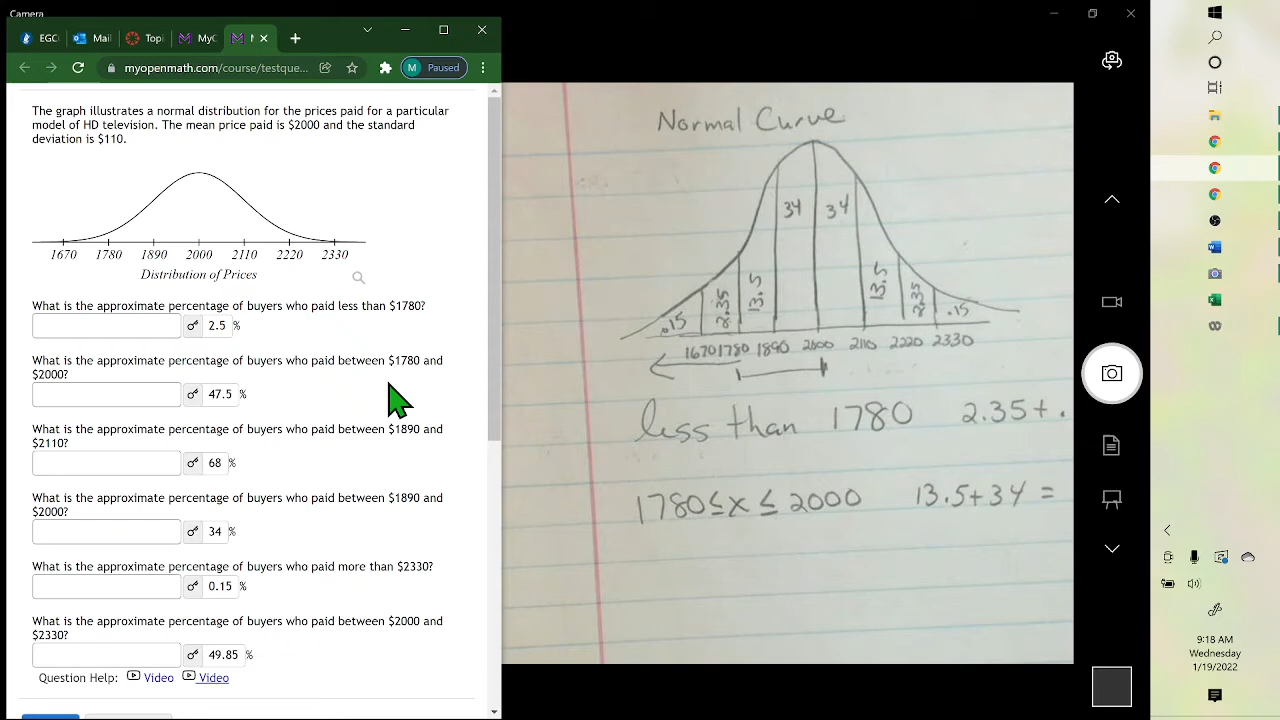 Camera
EGC
Mail
Topi
MyC
myopenmath.com/course/testque...
M Paused
The graph illustrates a normal distribution for the prices paid for a particular
model of HD television. The mean price paid is $2000 and the standard
deviation is $110.
1670 1780 1890 2000 2110 2220 2330
Distribution of Prices
What is the approximate percentage of buyers who paid less than $1780?
2.5 %
What is the approximate percentage of buyers who paid between $1780 and
$2000?
47.5 %
What is the approximate percentage of buyers who paid between $1890 and
$2110?
68 %
What is the approximate percentage of buyers who paid between $1890 and
$2000?
34 %
What is the approximate percentage of buyers who paid more than $2330?
0.15 %
What is the approximate percentage of buyers who paid between $2000 and
$2330?
49.85 %
Question Help: Video Video
Normal Curve
34 34
.15 2.35 13.5 13.5 2.35 .15
1670 1780 1890 2000 2110 2220 2330
less than 1780 2.35+.
1780≤x≤2000 13.5+34 =
9:18 AM
Wednesday
1/19/2022